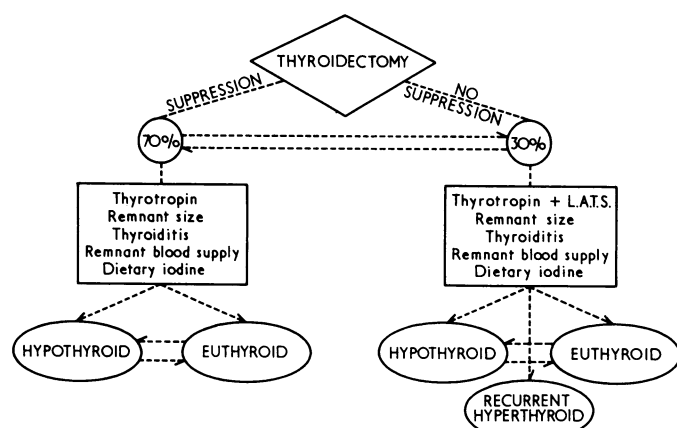 THYROIDECTOMY
SUPPRESSION
NO
SUPPRESSION
70%
30%
Thyrotropin
Remnant size
Thyroiditis
Remnant blood supply
Dietary iodine
Thyrotropin + L.A.T.S.
Remnant size
Thyroiditis
Remnant blood supply
Dietary iodine
HYPOTHYROID
EUTHYROID
HYPOTHYROID
EUTHYROID
RECURRENT
HYPERTHYROID